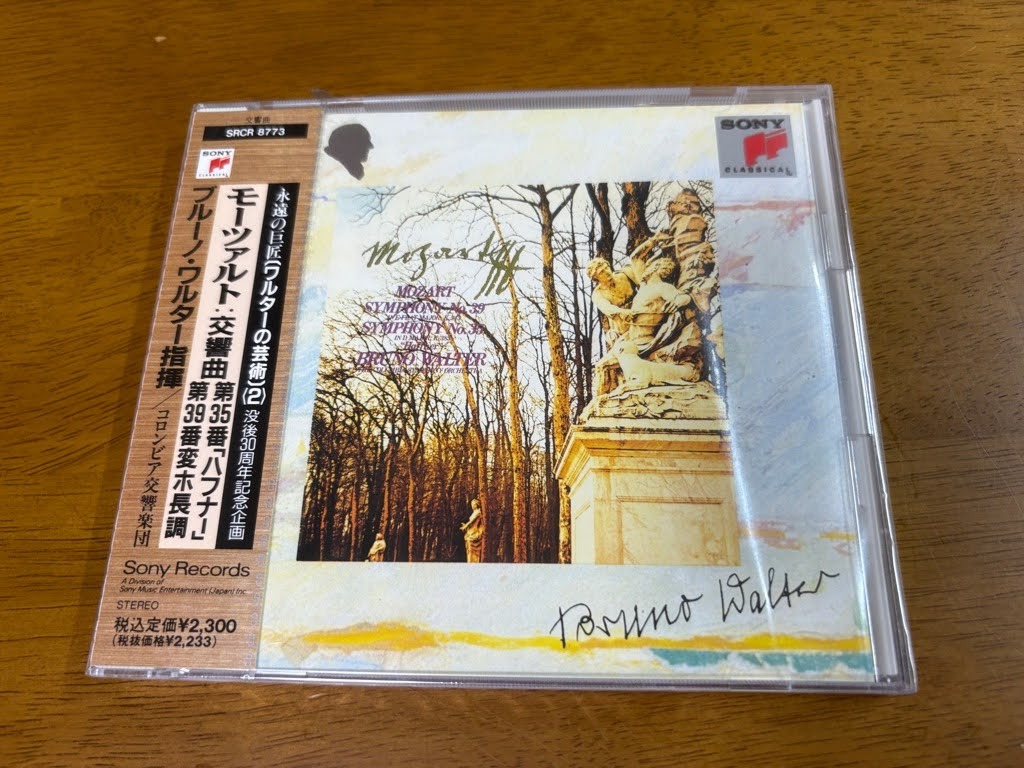 交響曲
SRCR 8773
SONY
CLASSICAL
永遠の巨匠(ワルターの芸術)(2) 没後30周年記念企画
モーツァルト:交響曲 第35番「ハフナー」
第39番変ホ長調
ブルーノ・ワルター指揮/コロンビア交響楽団
Sony Records
A Division of
Sony Music Entertainment (Japan) Inc.
STEREO
税込定価¥2,300
(税抜価格¥2,233)
SONY
CLASSICAL
Mozart
MOZART
SYMPHONY No.39
SYMPHONY No.35
IN D MAJOR
BRUNO WALTER
Bruno Walter